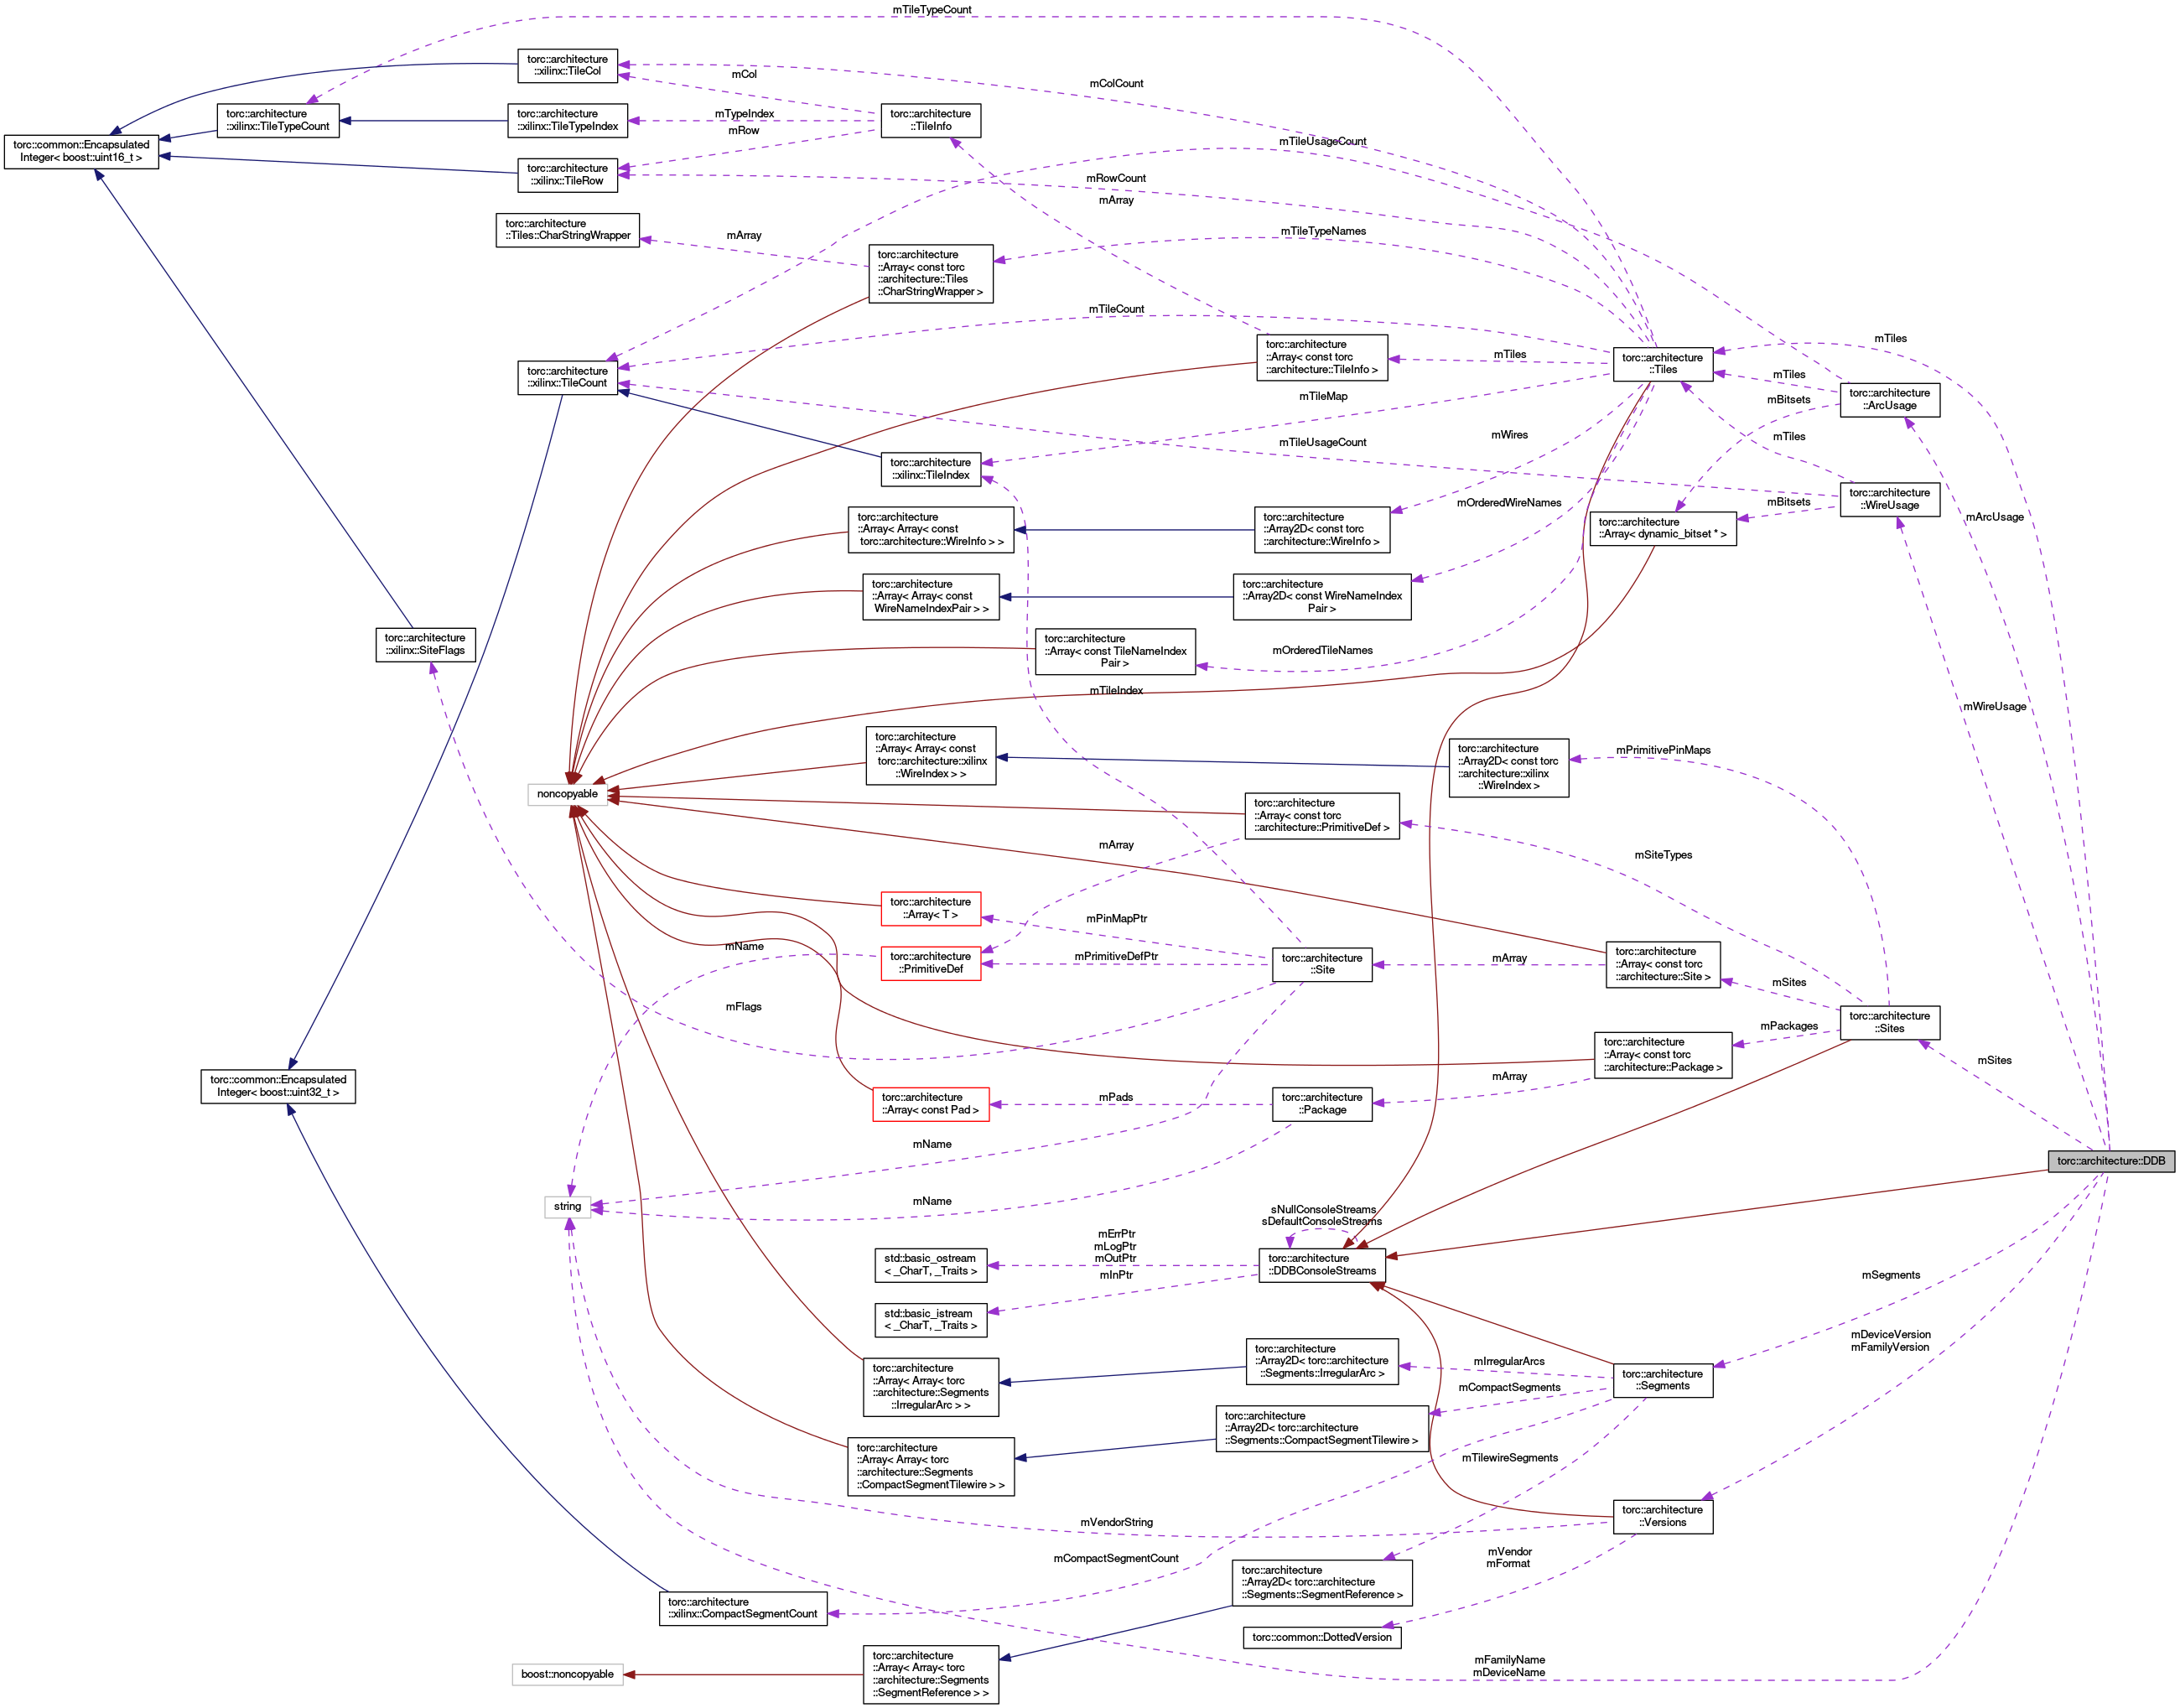 mTileTypeCount
torc::architecture
::xilinx::TileCol
mCol
mColCount
torc::architecture
::xilinx::TileTypeCount
torc::architecture
::xilinx::TileTypeIndex
mTypeIndex
torc::architecture
::TileInfo
mRow
torc::common::Encapsulated
Integer< boost::uint16_t >
mTileUsageCount
torc::architecture
::xilinx::TileRow
mRowCount
mArray
torc::architecture
::Tiles::CharStringWrapper
mArray
mTileTypeNames
torc::architecture
::Array< const torc
::architecture::Tiles
::CharStringWrapper >
mTileCount
torc::architecture
::Array< const torc
::architecture::TileInfo >
mTiles
torc::architecture
::Tiles
mTiles
torc::architecture
::xilinx::TileCount
mTiles
torc::architecture
::ArcUsage
mTileMap
mBitsets
mWires
mTiles
mTileUsageCount
torc::architecture
::xilinx::TileIndex
torc::architecture
::WireUsage
mOrderedWireNames
mBitsets
mArcUsage
torc::architecture
::Array< Array< const
torc::architecture::WireInfo > >
torc::architecture
::Array2D< const torc
::architecture::WireInfo >
torc::architecture
::Array< dynamic_bitset * >
torc::architecture
::Array< Array< const
WireNameIndexPair > >
torc::architecture
::Array2D< const WireNameIndex
Pair >
torc::architecture
::xilinx::SiteFlags
torc::architecture
::Array< const TileNameIndex
Pair >
mOrderedTileNames
mTileIndex
mWireUsage
torc::architecture
::Array< Array< const
torc::architecture::xilinx
::WireIndex > >
torc::architecture
::Array2D< const torc
::architecture::xilinx
::WireIndex >
mPrimitivePinMaps
noncopyable
torc::architecture
::Array< const torc
::architecture::PrimitiveDef >
mArray
mSiteTypes
torc::architecture
::Array< T >
mPinMapPtr
mName
torc::architecture
::PrimitiveDef
mPrimitiveDefPtr
torc::architecture
::Site
mArray
torc::architecture
::Array< const torc
::architecture::Site >
mSites
mFlags
torc::architecture
::Sites
mPackages
torc::architecture
::Array< const torc
::architecture::Package >
mSites
torc::common::Encapsulated
Integer< boost::uint32_t >
mArray
torc::architecture
::Array< const Pad >
mPads
torc::architecture
::Package
mName
torc::architecture::DDB
string
mName
sNullConsoleStreams
sDefaultConsoleStreams
mErrPtr
mLogPtr
mOutPtr
std::basic_ostream
< _CharT, _Traits >
torc::architecture
::DDBConsoleStreams
mInPtr
mSegments
std::basic_istream
< _CharT, _Traits >
mDeviceVersion
mFamilyVersion
torc::architecture
::Array< Array< torc
::architecture::Segments
::IrregularArc > >
torc::architecture
::Array2D< torc::architecture
::Segments::IrregularArc >
mIrregularArcs
torc::architecture
::Segments
mCompactSegments
torc::architecture
::Array2D< torc::architecture
::Segments::CompactSegmentTilewire >
torc::architecture
::Array< Array< torc
::architecture::Segments
::CompactSegmentTilewire > >
mTilewireSegments
mVendorString
torc::architecture
::Versions
mCompactSegmentCount
mVendor
mFormat
torc::architecture
::xilinx::CompactSegmentCount
torc::architecture
::Array2D< torc::architecture
::Segments::SegmentReference >
torc::common::DottedVersion
boost::noncopyable
torc::architecture
::Array< Array< torc
::architecture::Segments
::SegmentReference > >
mFamilyName
mDeviceName